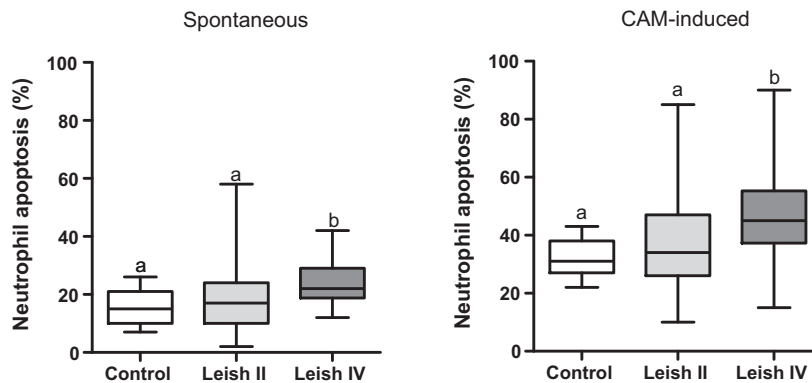 Spontaneous
Neutrophil apoptosis (%)
100
80
60
40
20
0
a
a
b
Control Leish II Leish IV
CAM-induced
Neutrophil apoptosis (%)
100
80
60
40
20
0
a
a
b
Control Leish II Leish IV